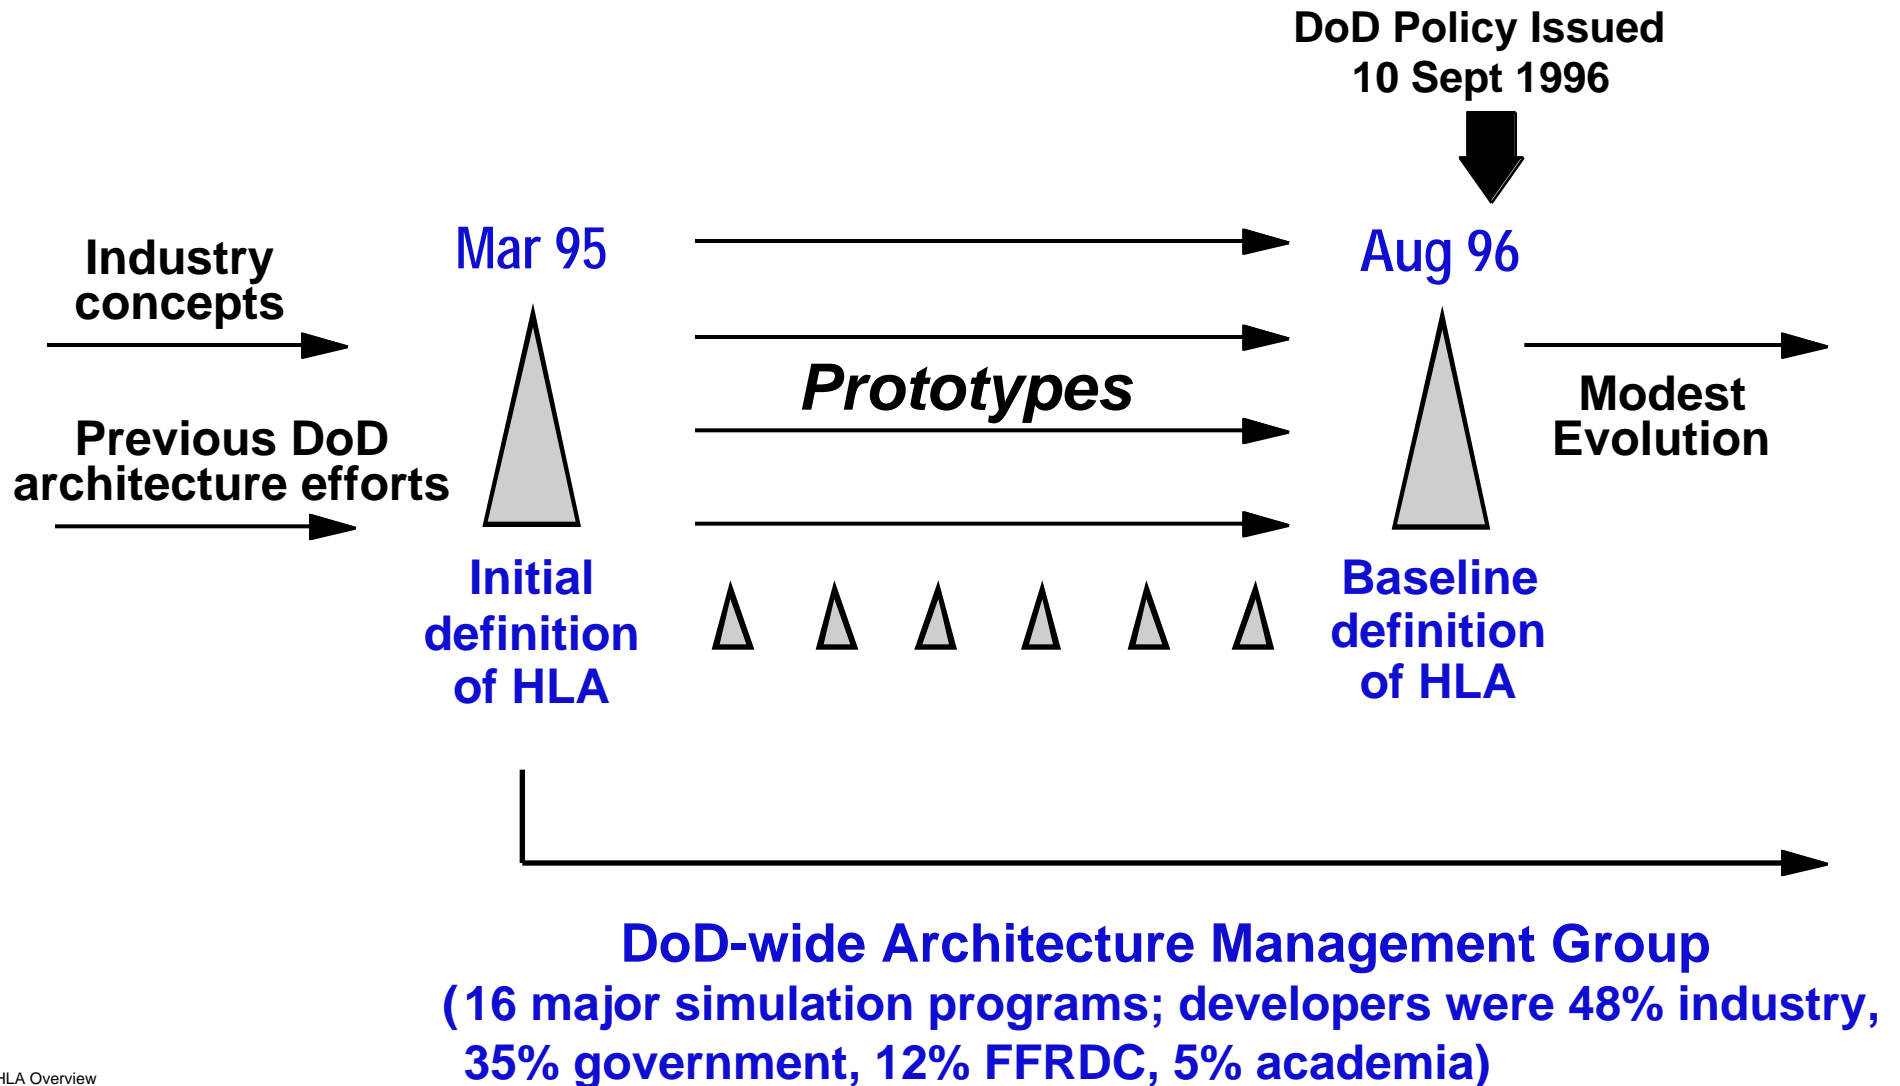 DoD Policy Issued
10 Sept 1996
Industry
concepts
Mar 95
Aug 96
Prototypes
Previous DoD
architecture efforts
Modest
Evolution
Initial
definition
of HLA
Baseline
definition
of HLA
DoD-wide Architecture Management Group
(16 major simulation programs; developers were 48% industry,
35% government, 12% FFRDC, 5% academia)
HLA Overview